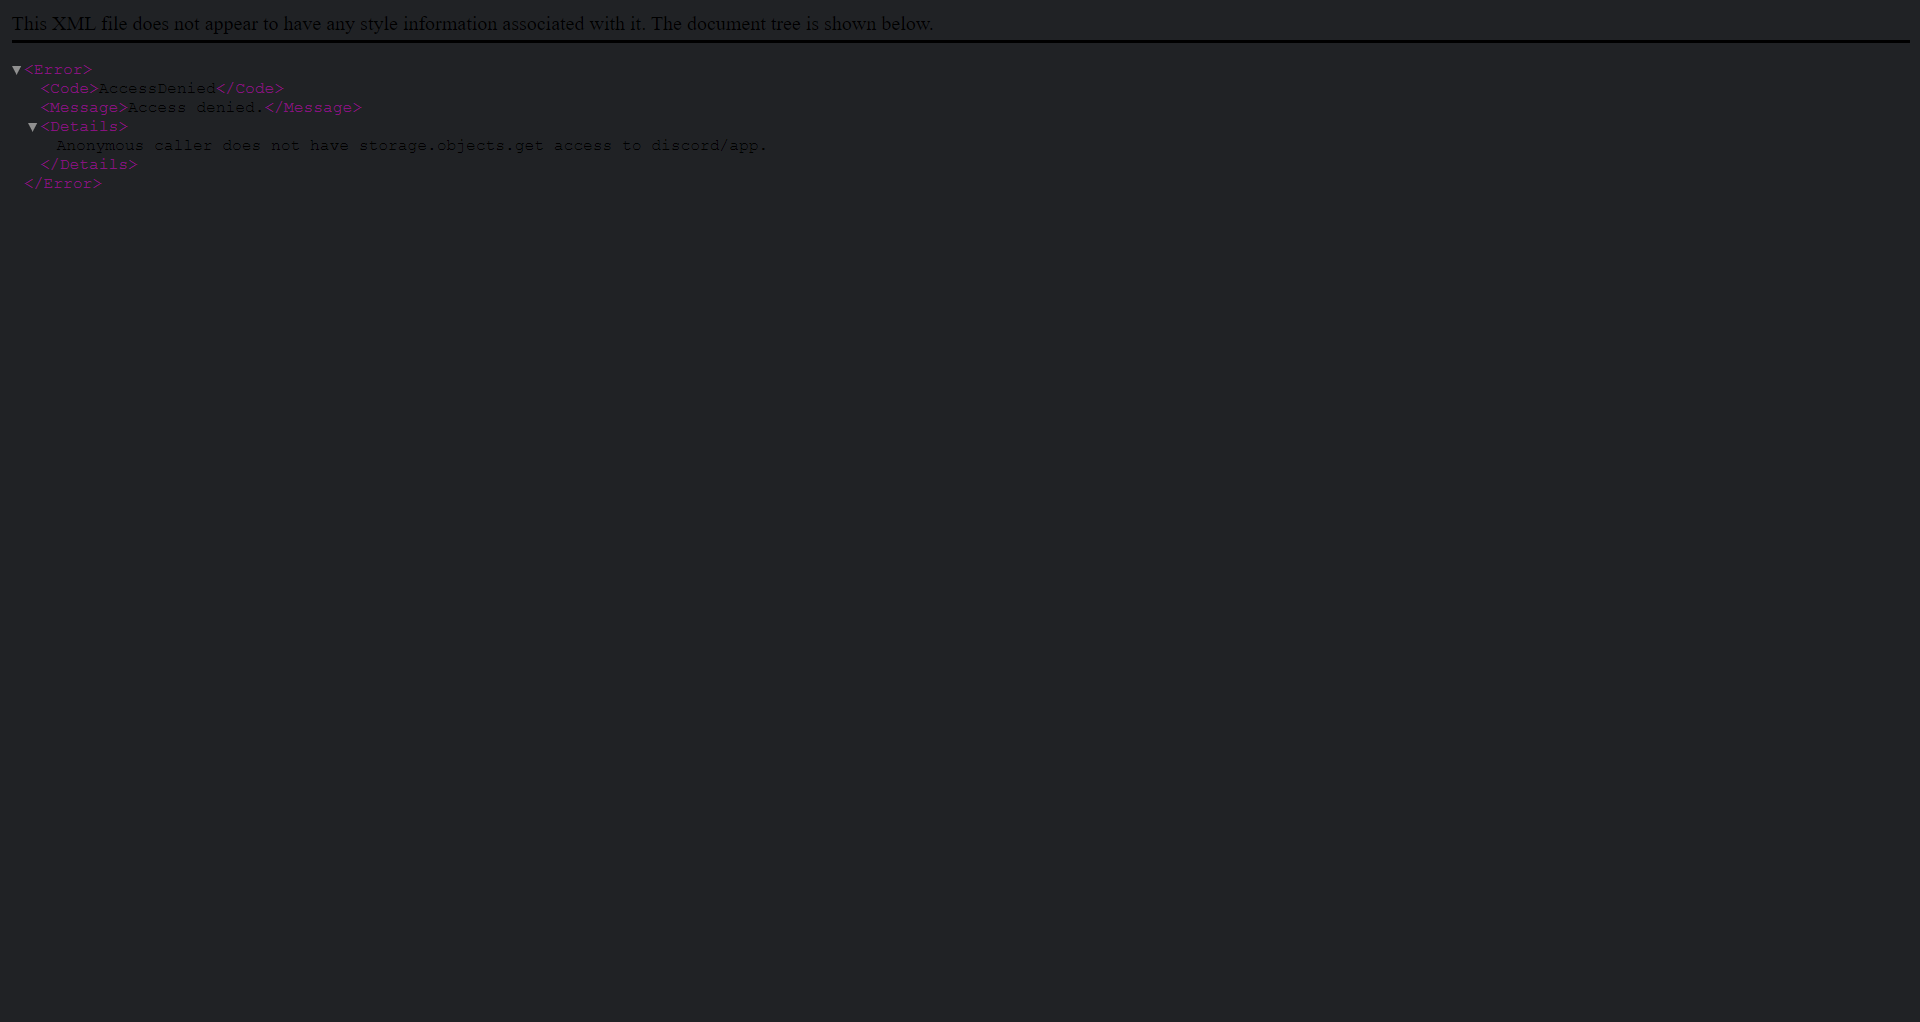 This XML file does not appear to have any style information associated with it. The document tree is shown below.
▼<Error>
<Code>AccessDenied</Code>
<Message>Access denied.</Message>
▼<Details>
Anonymous caller does not have storage.objects.get access to discord/app.
</Details>
</Error>